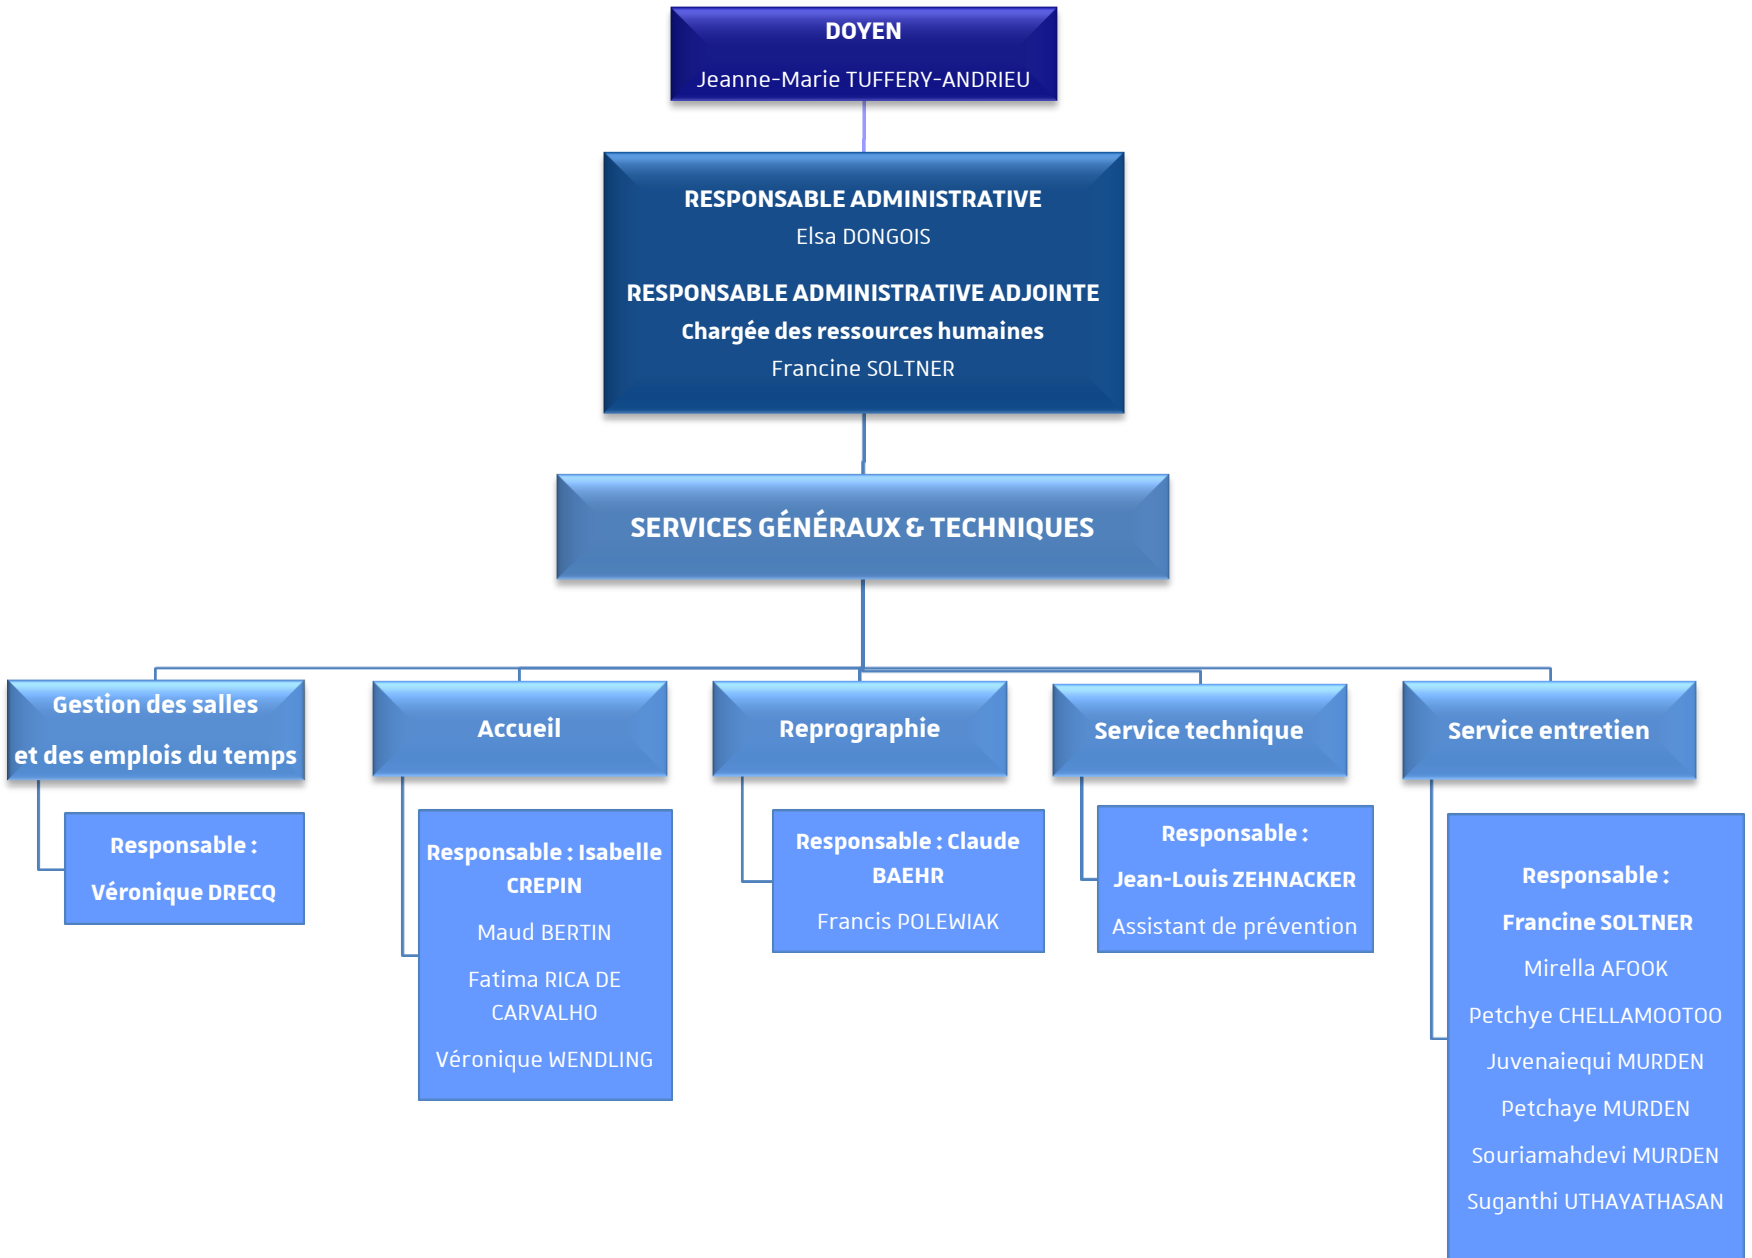 DOYEN
Jeanne-Marie TUFFERY-ANDRIEU
RESPONSABLE ADMINISTRATIVE
Elsa DONGOIS
RESPONSABLE ADMINISTRATIVE ADJOINTE
Chargée des ressources humaines
Francine SOLTNER
SERVICES GÉNÉRAUX & TECHNIQUES
Gestion des salles
et des emplois du temps
Responsable :
Véronique DRECQ
Accueil
Responsable : Isabelle
CREPIN
Maud BERTIN
Fatima RICA DE
CARVALHO
Véronique WENDLING
Reprographie
Responsable : Claude
BAEHR
Francis POLEWIAK
Service technique
Responsable :
Jean-Louis ZEHNACKER
Assistant de prévention
Service entretien
Responsable :
Francine SOLTNER
Mirella AFOOK
Petchye CHELLAMOOTOO
Juvenaiequi MURDEN
Petchaye MURDEN
Souriamahdevi MURDEN
Suganthi UTHAYATHASAN